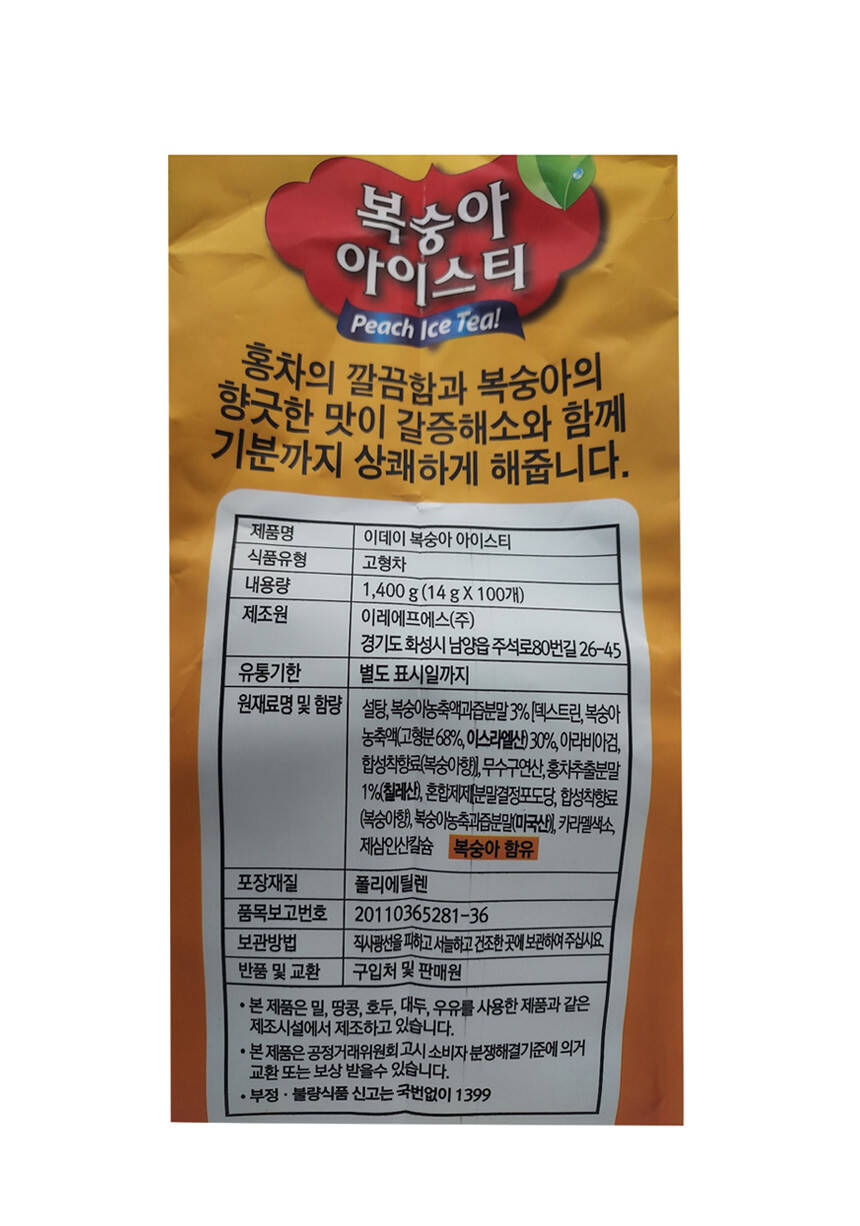 복숭아
아이스티
Peach Ice Tea!
홍차의 깔끔함과 복숭아의
향긋한 맛이 갈증해소와 함께
기분까지 상쾌하게 해줍니다.
제품명 이데이 복숭아 아이스티
식품유형 고형차
내용량 1,400 g (14 g X 100개)
제조원 이레에프에스(주)
경기도 화성시 남양읍 주석로80번길 26-45
유통기한 별도 표시일까지
원재료명 및 함량 설탕, 복숭아농축액과즙분말 3% [덱스트린, 복숭아
농축액(고형분 68%, 이스라엘산) 30%, 아라비아검,
합성착향료(복숭아향)], 무수구연산, 홍차추출분말
1%(칠레산), 혼합제제[분말결정포도당, 합성착향료
(복숭아향), 복숭아농축과즙분말(미국산)], 카라멜색소,
제삼인산칼슘 복숭아 함유
포장재질 폴리에틸렌
품목보고번호 20110365281-36
보관방법 직사광선을 피하고 서늘하고 건조한 곳에 보관하여 주십시요.
반품 및 교환 구입처 및 판매원
• 본 제품은 밀, 땅콩, 호두, 대두, 우유를 사용한 제품과 같은
제조시설에서 제조하고 있습니다.
• 본 제품은 공정거래위원회 고시 소비자 분쟁해결기준에 의거
교환 또는 보상 받을수 있습니다.
• 부정 · 불량식품 신고는 국번없이 1399